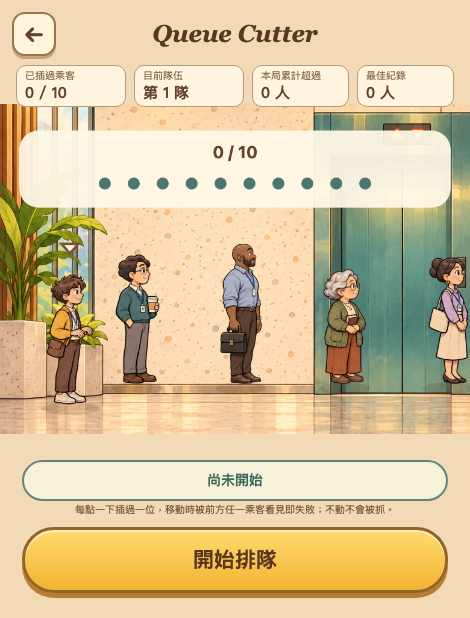 Queue Cutter
已插過乘客
0 / 10
目前隊伍
第 1 隊
本局累計超過
0 人
最佳紀錄
0 人
0 / 10
尚未開始
每點一下插過一位，移動時被前方任一乘客看見即失敗；不動不會被抓。
開始排隊